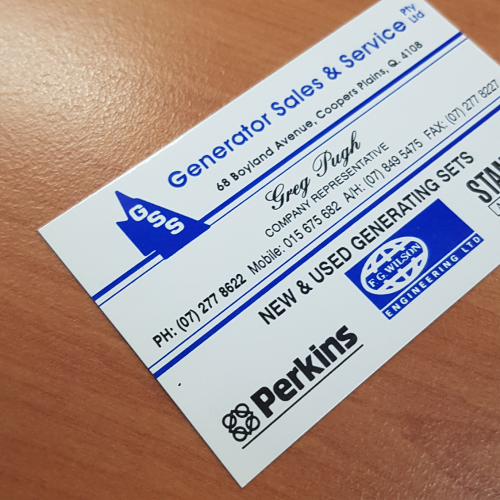 Generator Sales & Service Pty Ltd
68 Boyland Avenue, Coopers Plains, Q. 4108
GSS
Greg Pugh
COMPANY REPRESENTATIVE
PH: (07) 277 8622 Mobile: 015 675 682 A/H: (07) 849 5475 FAX: (07) 277 8227
NEW & USED GENERATING SETS
Perkins
F.G. WILSON
ENGINEERING LTD